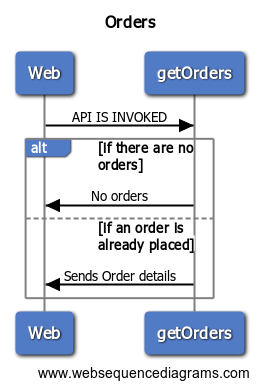 Orders
Web getOrders
API IS INVOKED
alt [If there are no
orders]
No orders
[If an order is
already placed]
Sends Order details
Web getOrders
www.websequencediagrams.com